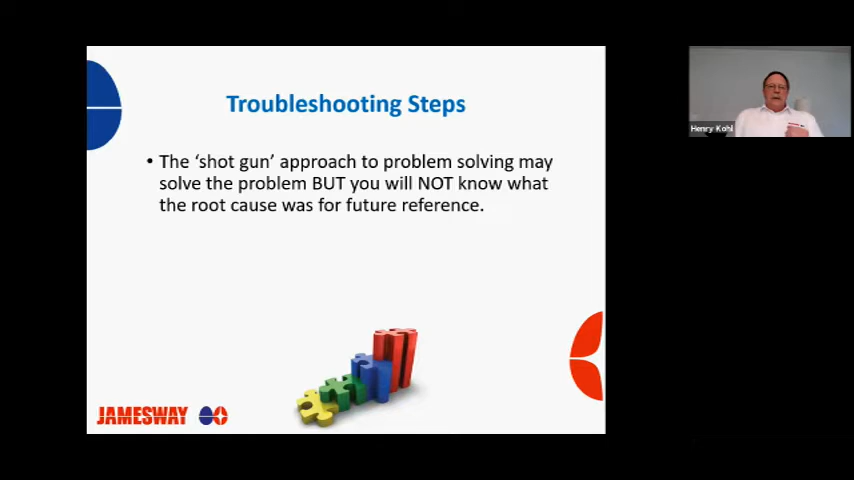 Troubleshooting Steps
• The ‘shot gun’ approach to problem solving may
solve the problem BUT you will NOT know what
the root cause was for future reference.
JAMESWAY
Henry Kohl